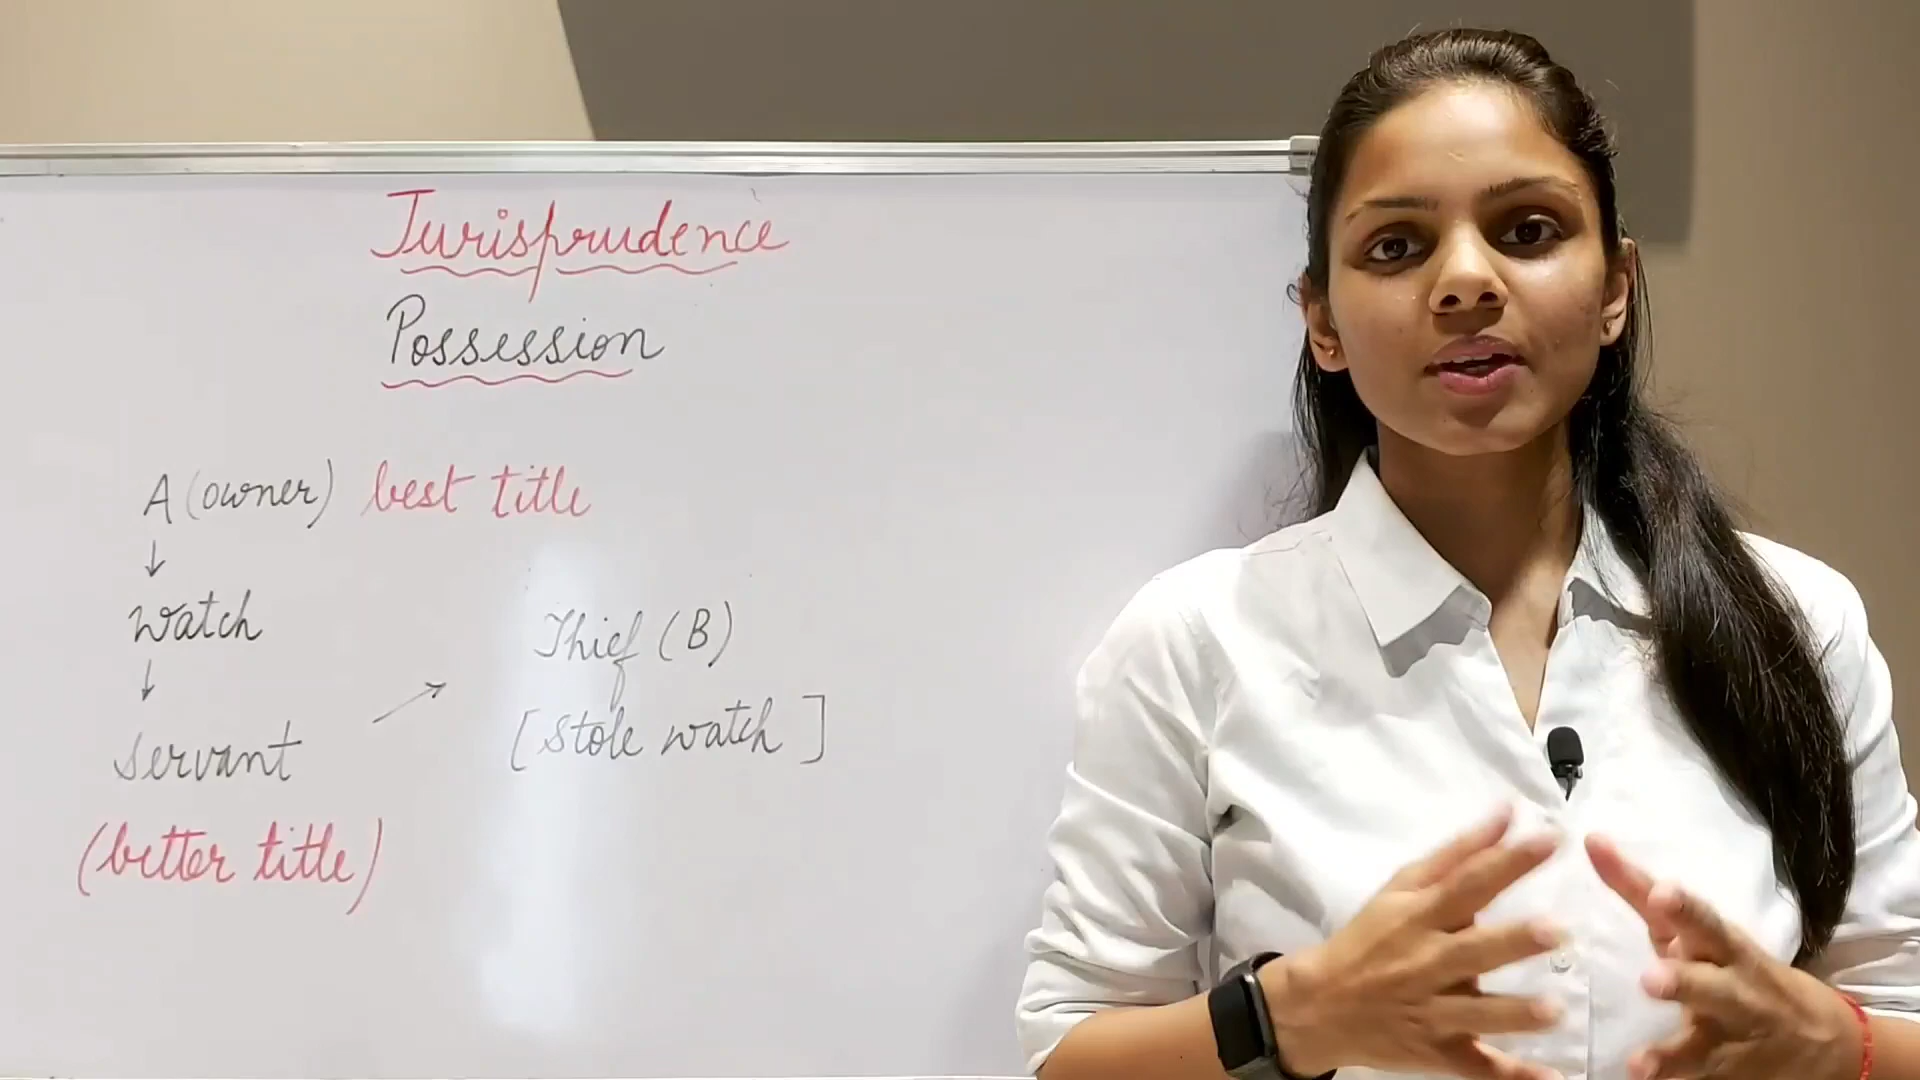 Jurisprudence
Possession
A (owner) best title
↓
watch
↓
servant → Thief (B)
[stole watch]
(better title)